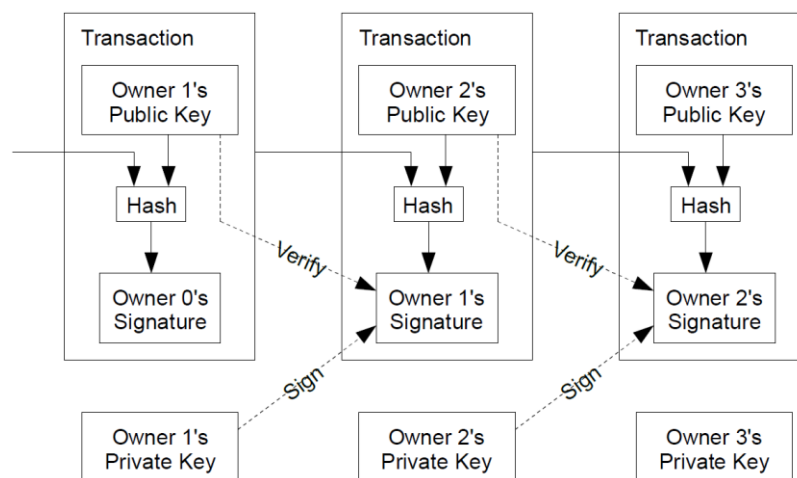 Transaction
Transaction
Transaction
Owner 1's
Public Key
Owner 2's
Public Key
Owner 3's
Public Key
Hash
Hash
Hash
Verify
Verify
Owner 0's
Signature
Owner 1's
Signature
Owner 2's
Signature
Sign
Sign
Owner 1's
Private Key
Owner 2's
Private Key
Owner 3's
Private Key